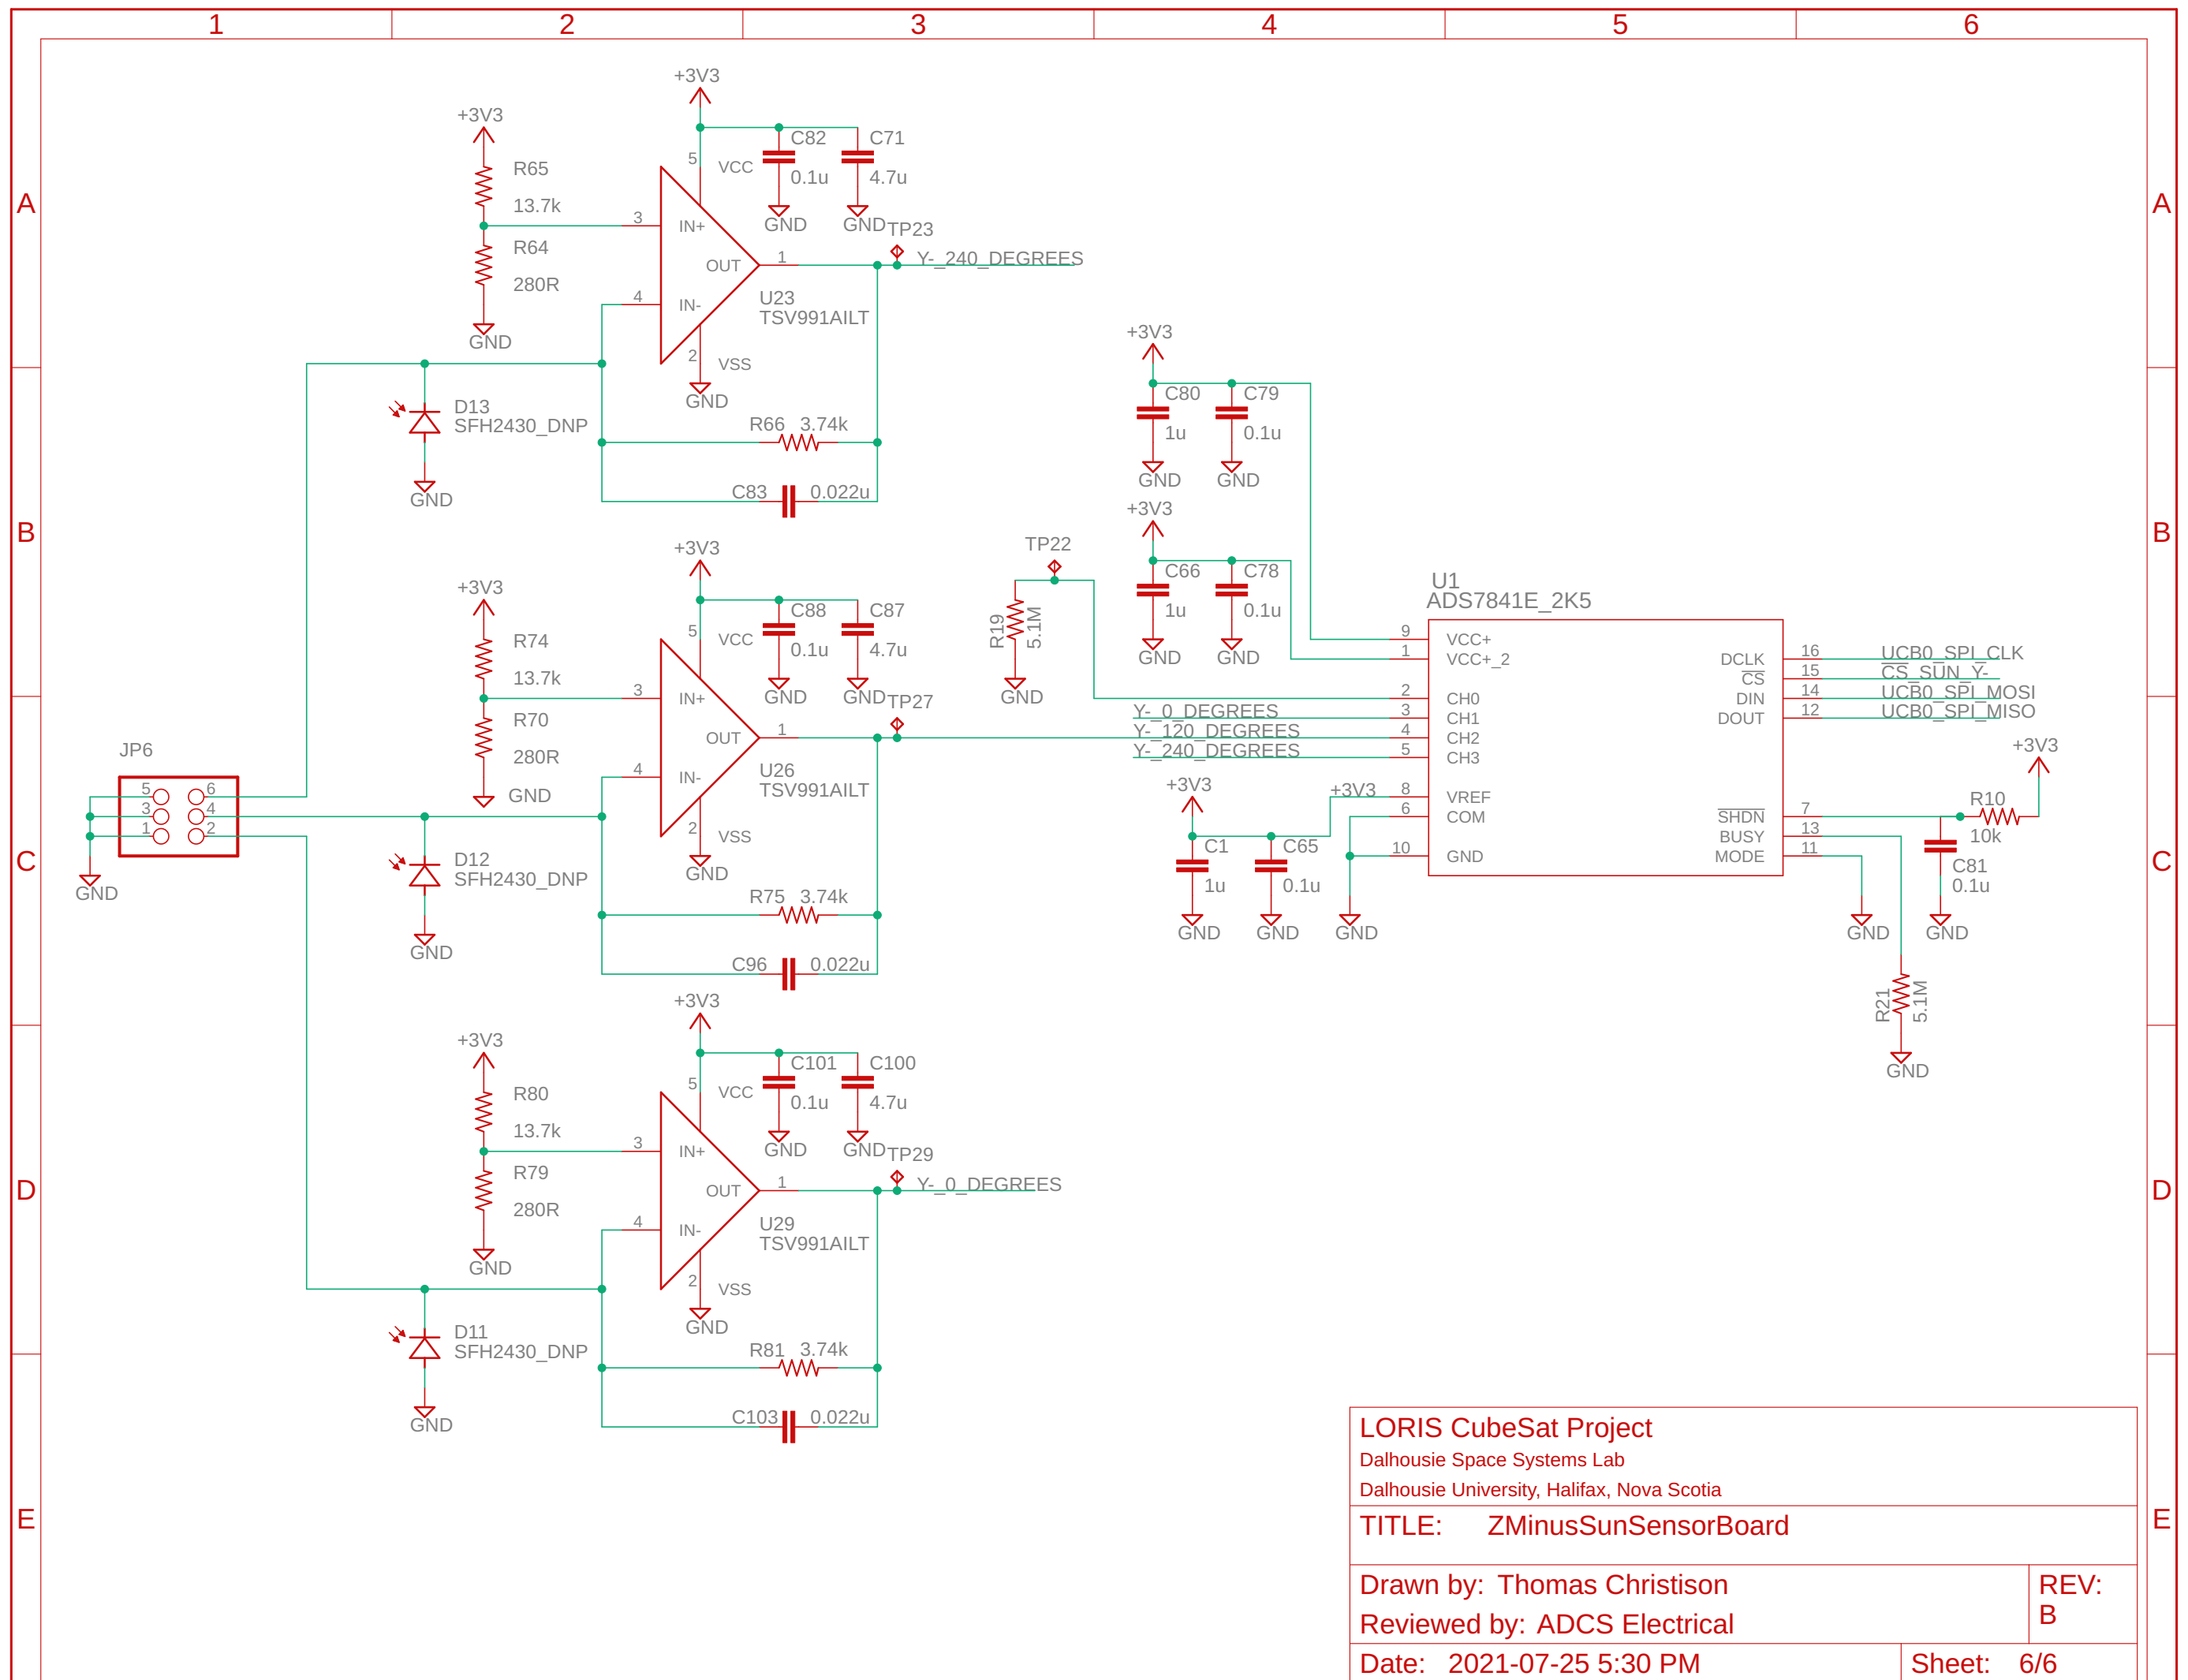 1 2 3 4 5 6
A A
B B
C C
D D
E E
+3V3
+3V3
R65
13.7k
R64
280R
GND
5 VCC
C82
0.1u
GND
C71
4.7u
GND
TP23
3 IN+
OUT 1
4 IN-
2 VSS
GND
Y-_240_DEGREES
U23
TSV991AILT
D13
SFH2430_DNP
GND
R66 3.74k
C83 0.022u
+3V3
+3V3
R74
13.7k
R70
280R
GND
5 VCC
C88
0.1u
GND
C87
4.7u
GND
TP27
3 IN+
OUT 1
4 IN-
2 VSS
GND
U26
TSV991AILT
D12
SFH2430_DNP
GND
R75 3.74k
C96 0.022u
JP6
5 6
3 4
1 2
GND
+3V3
+3V3
R80
13.7k
R79
280R
GND
5 VCC
C101
0.1u
GND
C100
4.7u
GND
TP29
3 IN+
OUT 1
4 IN-
2 VSS
GND
Y-_0_DEGREES
U29
TSV991AILT
D11
SFH2430_DNP
GND
R81 3.74k
C103 0.022u
+3V3
C80
1u
GND
C79
0.1u
GND
+3V3
C66
1u
GND
C78
0.1u
GND
TP22
R19
5.1M
GND
U1
ADS7841E_2K5
9 VCC+
1 VCC+_2
2 CH0
Y-_0_DEGREES 3 CH1
Y-_120_DEGREES 4 CH2
Y-_240_DEGREES 5 CH3
+3V3 8 VREF
6 COM
10 GND
DCLK 16 UCB0_SPI_CLK
CS 15 CS_SUN_Y-
DIN 14 UCB0_SPI_MOSI
DOUT 12 UCB0_SPI_MISO
SHDN 7
BUSY 13
MODE 11
+3V3
C1
1u
GND
C65
0.1u
GND
GND
+3V3
R10
10k
C81
0.1u
GND
GND
R21
5.1M
GND
LORIS CubeSat Project
Dalhousie Space Systems Lab
Dalhousie University, Halifax, Nova Scotia
TITLE: ZMinusSunSensorBoard
Drawn by: Thomas Christison
REV:
B
Reviewed by: ADCS Electrical
Date: 2021-07-25 5:30 PM
Sheet: 6/6